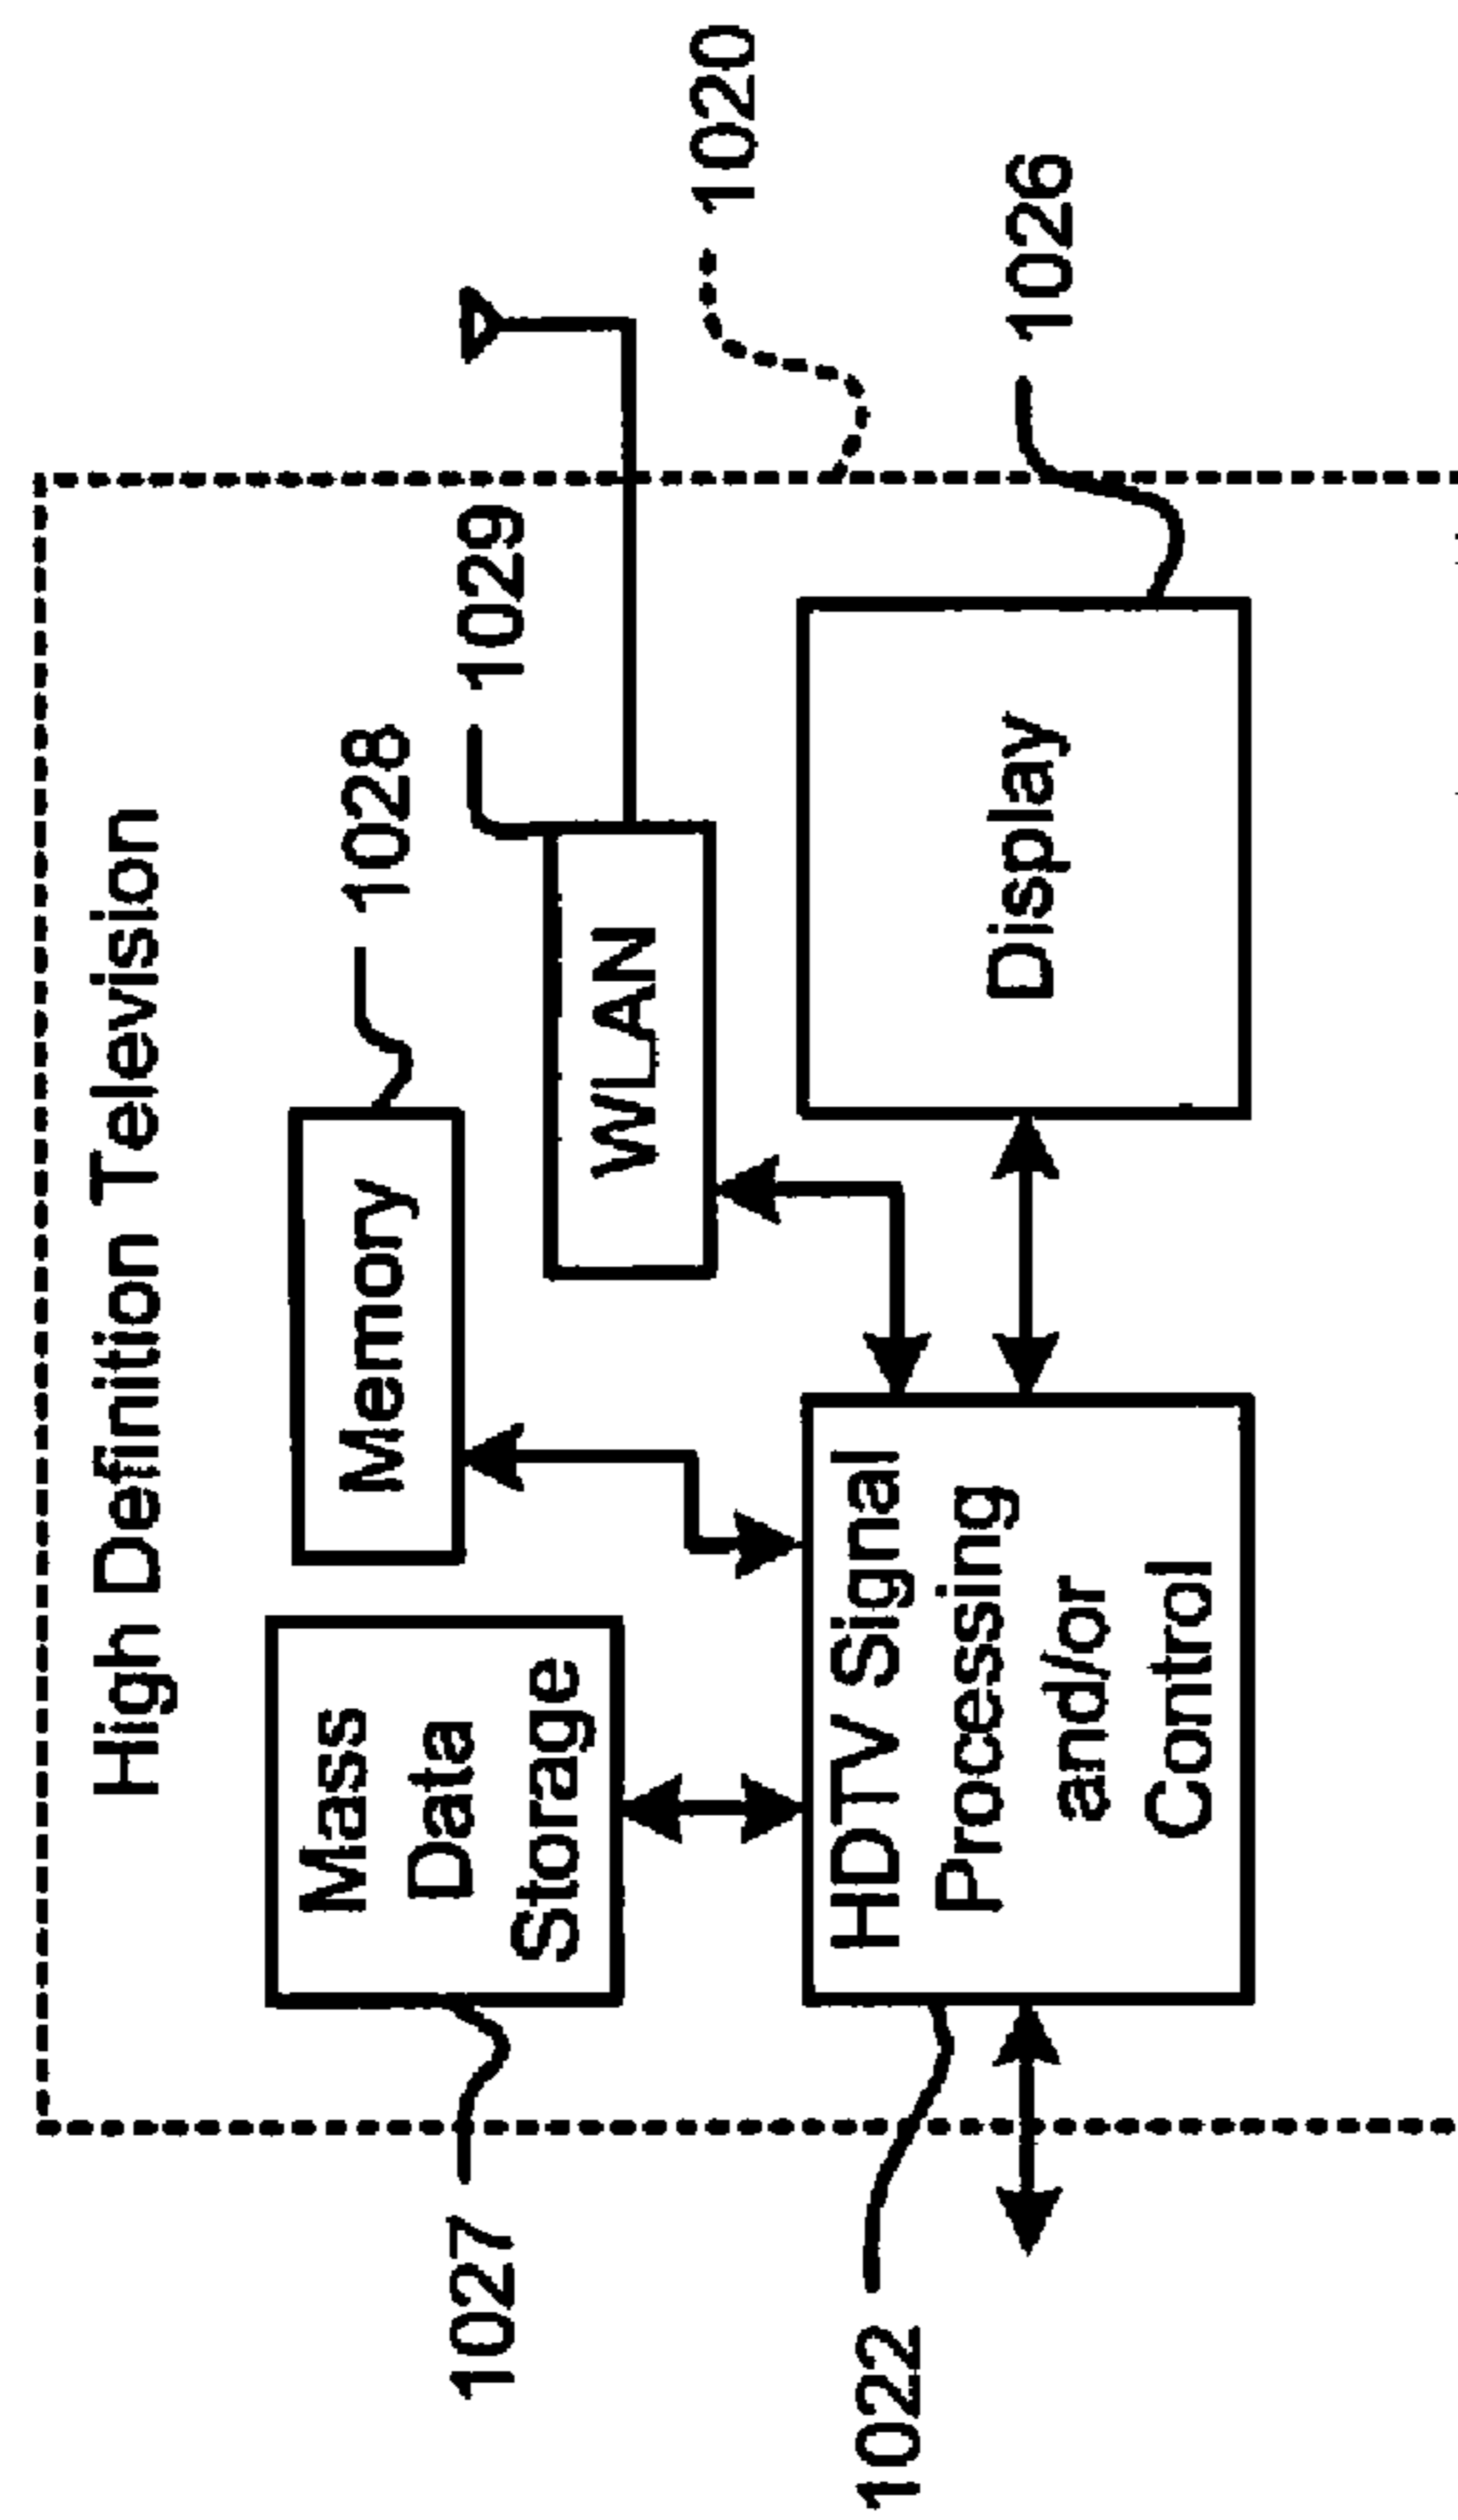 High Definition Television
1027
Mass
Data
Storage
Memory
1028
1029
WLAN
1020
1022
HDTV Signal
Processing
and/or
Control
Display
1026